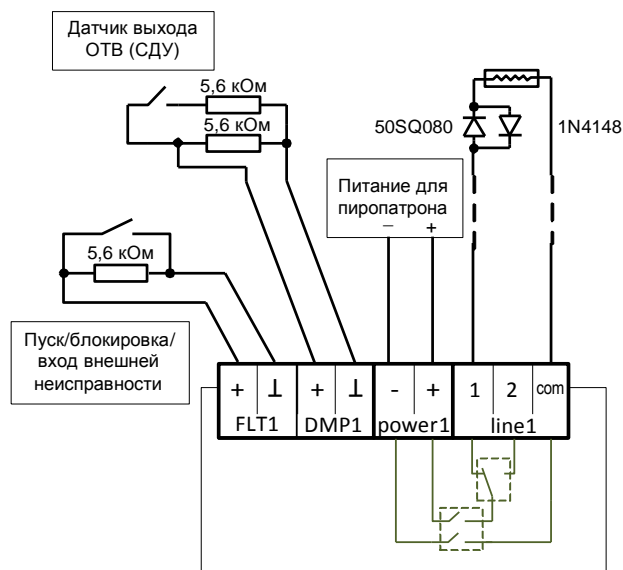 Датчик выхода
ОТВ (СДУ)
5,6 кОм
5,6 кОм
50SQ080
1N4148
Питание для
пиропатрона
− +
5,6 кОм
Пуск/блокировка/
вход внешней
неисправности
+ ⊥ + ⊥ - + 1 2 com
FLT1 DMP1 power1 line1